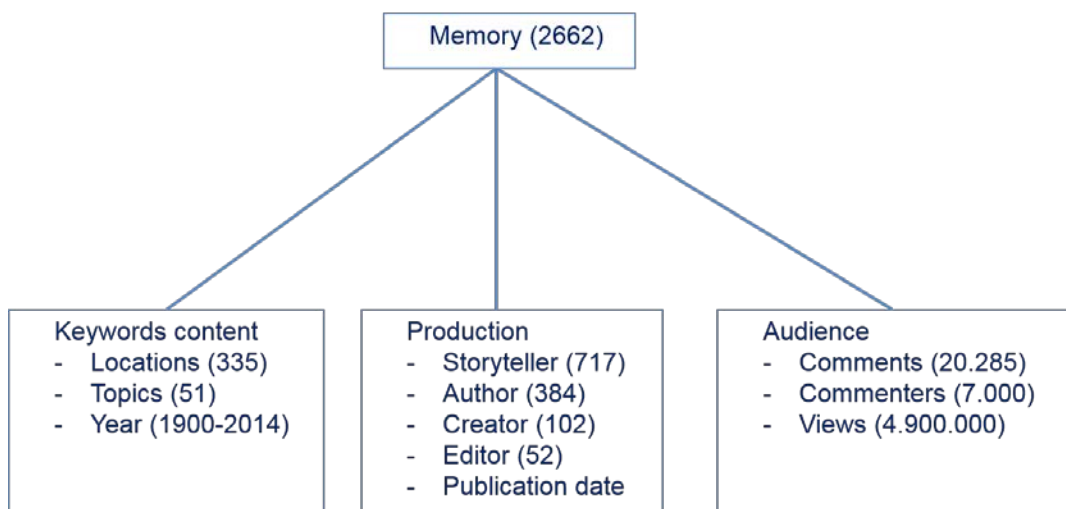 Memory (2662)
Keywords content
- Locations (335)
- Topics (51)
- Year (1900-2014)
Production
- Storyteller (717)
- Author (384)
- Creator (102)
- Editor (52)
- Publication date
Audience
- Comments (20.285)
- Commenters (7.000)
- Views (4.900.000)